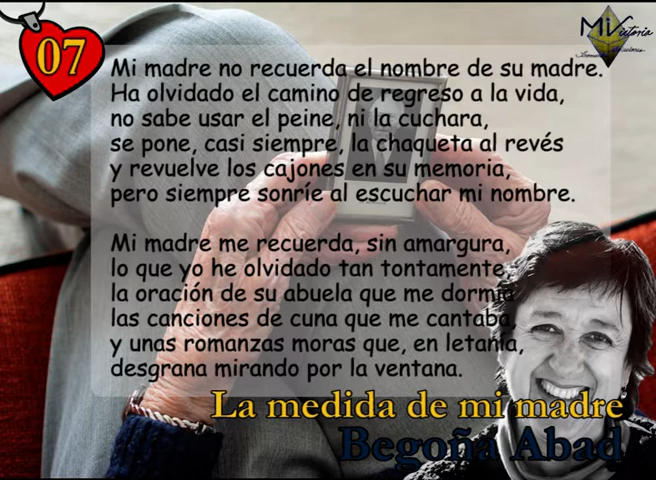 07
Mi Victoria
Mi madre no recuerda el nombre de su madre.
Ha olvidado el camino de regreso a la vida,
no sabe usar el peine, ni la cuchara,
se pone, casi siempre, la chaqueta al revés
y revuelve los cajones en su memoria,
pero siempre sonríe al escuchar mi nombre.
Mi madre me recuerda, sin amargura,
lo que yo he olvidado tan tontamente,
la oración de su abuela que me dormía
las canciones de cuna que me cantaba,
y unas romanzas moras que, en letanía,
desgrana mirando por la ventana.
La medida de mi madre
Begoña Abad